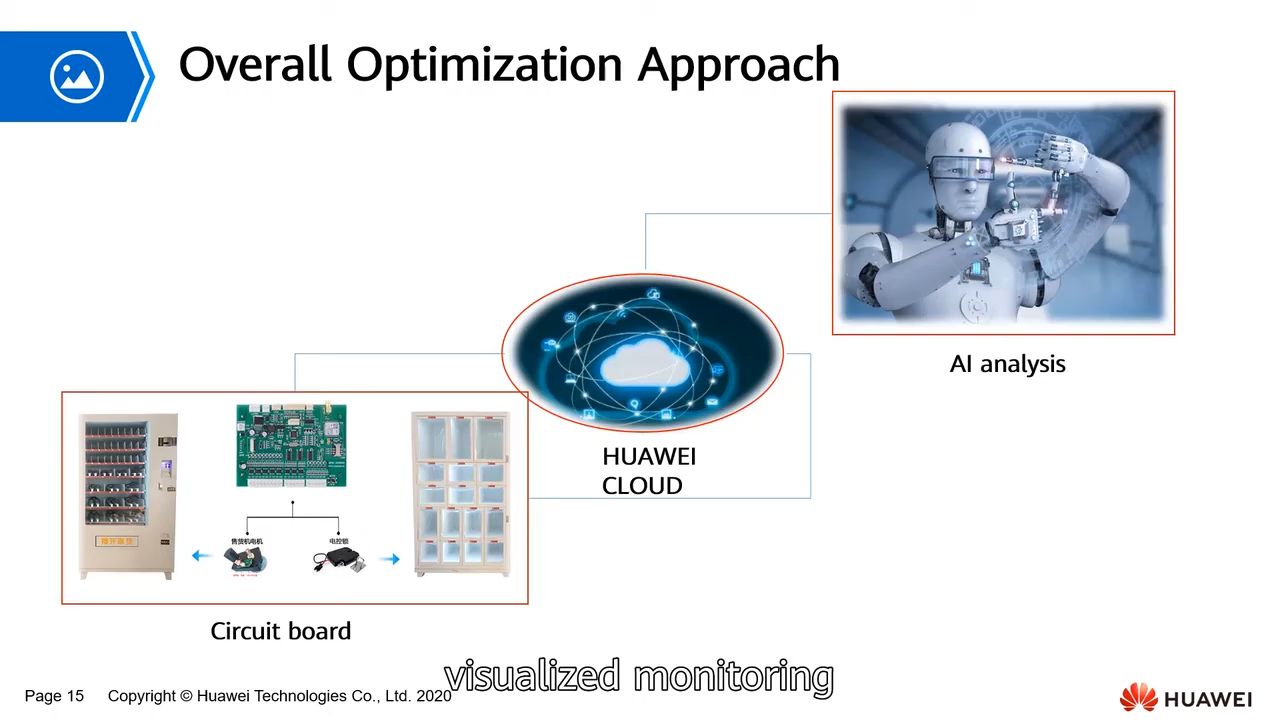 Overall Optimization Approach
AI analysis
HUAWEI
CLOUD
售货机电机
电控锁
Circuit board
visualized monitoring
Page 15
Copyright © Huawei Technologies Co., Ltd. 2020
HUAWEI